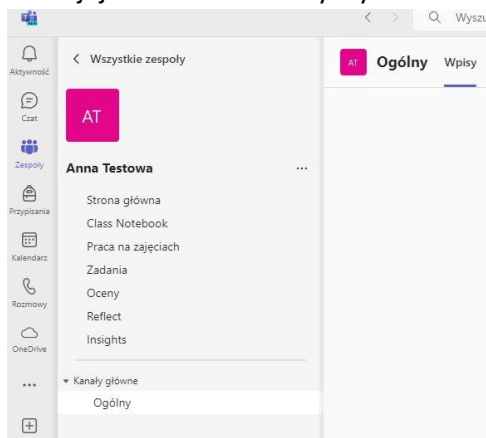 Wyszu
Aktywność
Czat
Zespoły
Przypisania
Kalendarz
Rozmowy
OneDrive
Wszystkie zespoły
AT
Anna Testowa
Strona główna
Class Notebook
Praca na zajęciach
Zadania
Oceny
Reflect
Insights
Kanały główne
Ogólny
AT Ogólny Wpisy